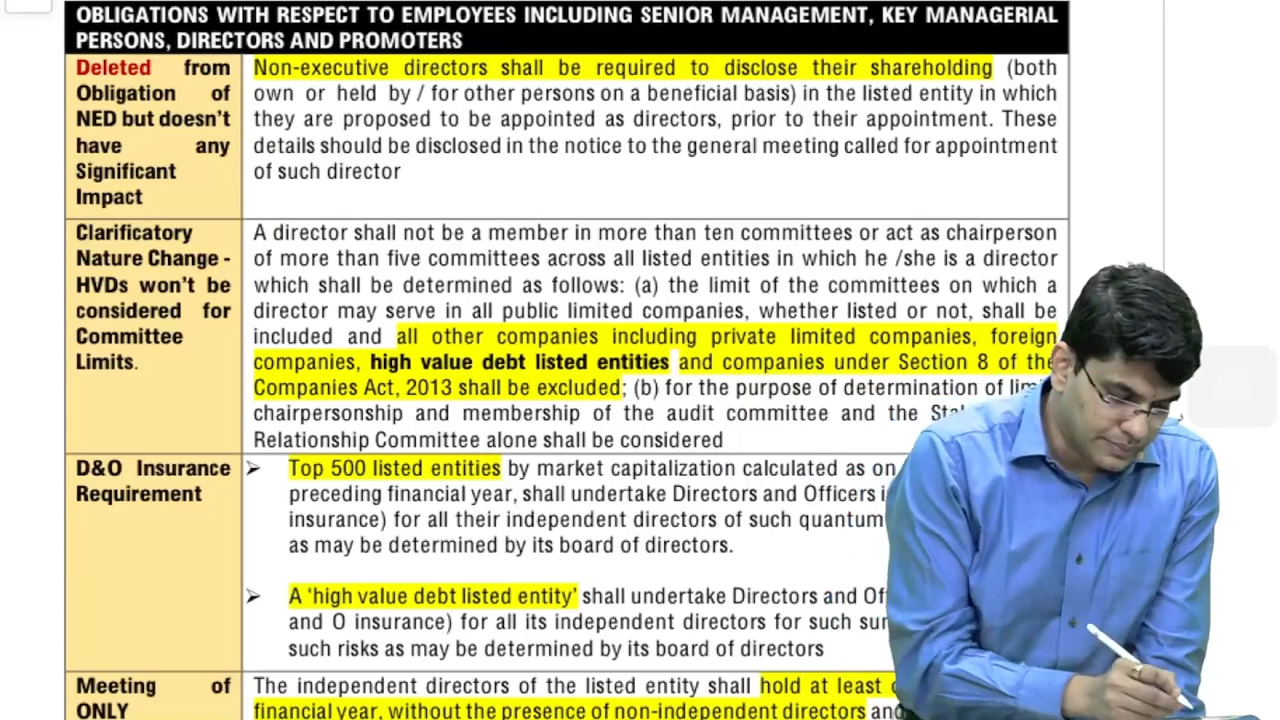 OBLIGATIONS WITH RESPECT TO EMPLOYEES INCLUDING SENIOR MANAGEMENT, KEY MANAGERIAL
PERSONS, DIRECTORS AND PROMOTERS
Deleted from
Obligation of
NED but doesn't
have any
Significant
Impact
Non-executive directors shall be required to disclose their shareholding (both
own or held by / for other persons on a beneficial basis) in the listed entity in which
they are proposed to be appointed as directors, prior to their appointment. These
details should be disclosed in the notice to the general meeting called for appointment
of such director
Clarificatory
Nature Change -
HVDs won't be
considered for
Committee
Limits.
A director shall not be a member in more than ten committees or act as chairperson
of more than five committees across all listed entities in which he /she is a director
which shall be determined as follows: (a) the limit of the committees on which a
director may serve in all public limited companies, whether listed or not, shall be
included and all other companies including private limited companies, foreign
companies, high value debt listed entities and companies under Section 8 of the
Companies Act, 2013 shall be excluded; (b) for the purpose of determination of
chairpersonship and membership of the audit committee and the
Relationship Committee alone shall be considered
D&O Insurance
Requirement
➢ Top 500 listed entities by market capitalization calculated as on
preceding financial year, shall undertake Directors and Officers
insurance) for all their independent directors of such quantum
as may be determined by its board of directors.
➢ A 'high value debt listed entity' shall undertake Directors and
and O insurance) for all its independent directors for such
such risks as may be determined by its board of directors
Meeting of
ONLY
The independent directors of the listed entity shall hold at least
financial year, without the presence of non-independent directors